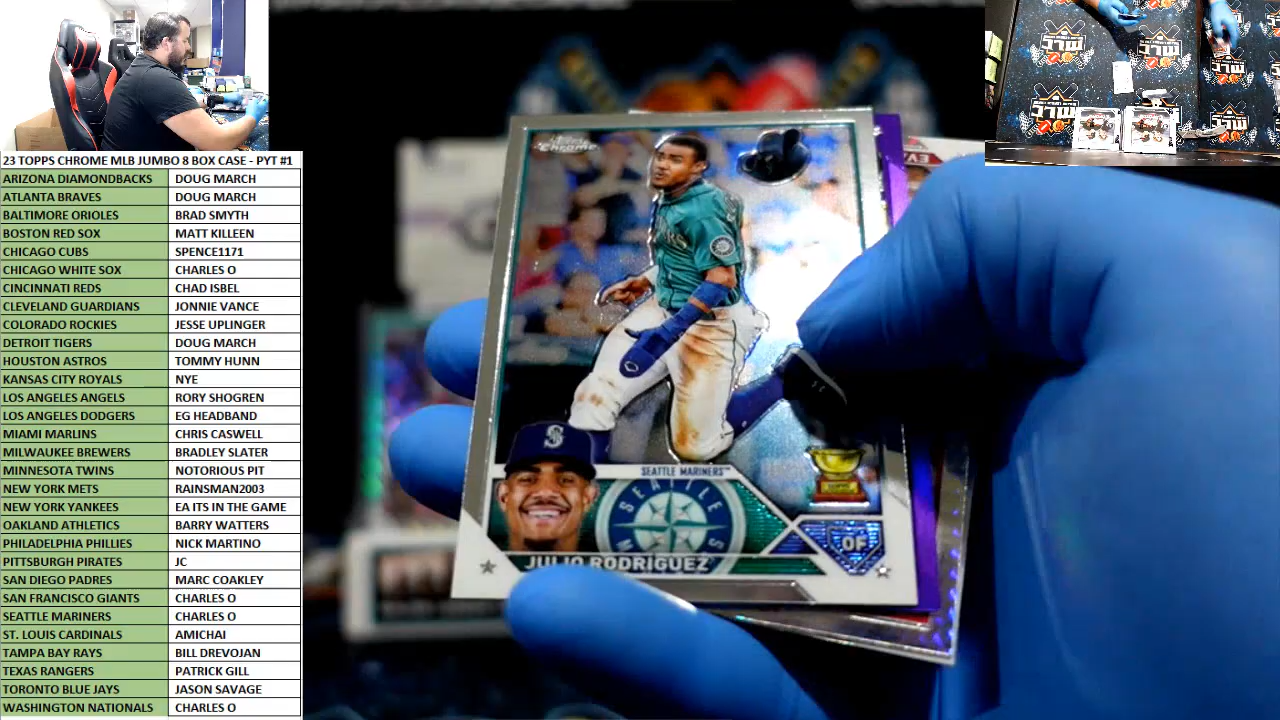 23 TOPPS CHROME MLB JUMBO 8 BOX CASE - PYT #1
ARIZONA DIAMONDBACKS DOUG MARCH
ATLANTA BRAVES DOUG MARCH
BALTIMORE ORIOLES BRAD SMYTH
BOSTON RED SOX MATT KILLEEN
CHICAGO CUBS SPENCE1171
CHICAGO WHITE SOX CHARLES O
CINCINNATI REDS CHAD ISBEL
CLEVELAND GUARDIANS JONNIE VANCE
COLORADO ROCKIES JESSE UPLINGER
DETROIT TIGERS DOUG MARCH
HOUSTON ASTROS TOMMY HUNN
KANSAS CITY ROYALS NYE
LOS ANGELES ANGELS RORY SHOGREN
LOS ANGELES DODGERS EG HEADBAND
MIAMI MARLINS CHRIS CASWELL
MILWAUKEE BREWERS BRADLEY SLATER
MINNESOTA TWINS NOTORIOUS PIT
NEW YORK METS RAINSMAN2003
NEW YORK YANKEES EA ITS IN THE GAME
OAKLAND ATHLETICS BARRY WATTERS
PHILADELPHIA PHILLIES NICK MARTINO
PITTSBURGH PIRATES JC
SAN DIEGO PADRES MARC COAKLEY
SAN FRANCISCO GIANTS CHARLES O
SEATTLE MARINERS CHARLES O
ST. LOUIS CARDINALS AMICHAI
TAMPA BAY RAYS BILL DREVOJAN
TEXAS RANGERS PATRICK GILL
TORONTO BLUE JAYS JASON SAVAGE
WASHINGTON NATIONALS CHARLES O
Topps
Chrome
SEATTLE MARINERS™
SEATTLE
S
OF
JULIO RODRÍGUEZ